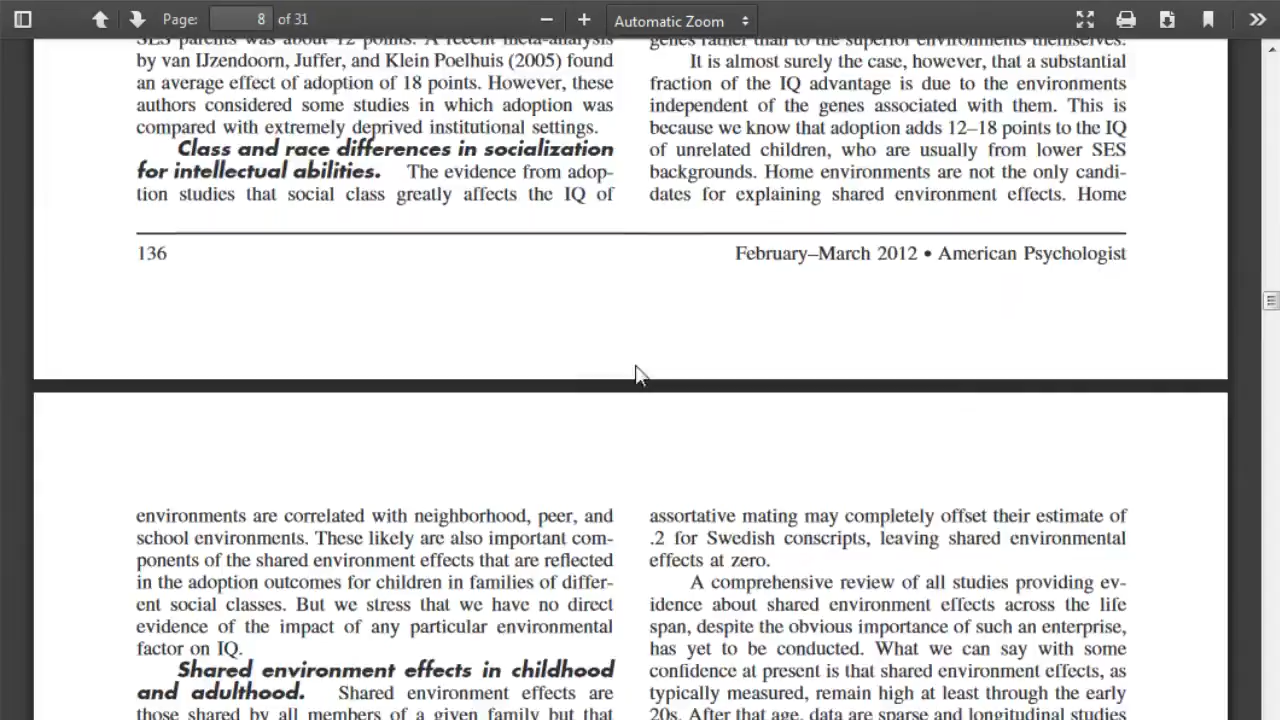 Page: 8 of 31
Automatic Zoom
SES parents was about 12 points. A recent meta-analysis
by van IJzendoorn, Juffer, and Klein Poelhuis (2005) found
an average effect of adoption of 18 points. However, these
authors considered some studies in which adoption was
compared with extremely deprived institutional settings.
Class and race differences in socialization
for intellectual abilities. The evidence from adop-
tion studies that social class greatly affects the IQ of
genes rather than to the superior environments themselves.
It is almost surely the case, however, that a substantial
fraction of the IQ advantage is due to the environments
independent of the genes associated with them. This is
because we know that adoption adds 12–18 points to the IQ
of unrelated children, who are usually from lower SES
backgrounds. Home environments are not the only candi-
dates for explaining shared environment effects. Home
136
February–March 2012 • American Psychologist
environments are correlated with neighborhood, peer, and
school environments. These likely are also important com-
ponents of the shared environment effects that are reflected
in the adoption outcomes for children in families of differ-
ent social classes. But we stress that we have no direct
evidence of the impact of any particular environmental
factor on IQ.
Shared environment effects in childhood
and adulthood. Shared environment effects are
those shared by all members of a given family but that
assortative mating may completely offset their estimate of
.2 for Swedish conscripts, leaving shared environmental
effects at zero.
A comprehensive review of all studies providing ev-
idence about shared environment effects across the life
span, despite the obvious importance of such an enterprise,
has yet to be conducted. What we can say with some
confidence at present is that shared environment effects, as
typically measured, remain high at least through the early
20s. After that age, data are sparse and longitudinal studies